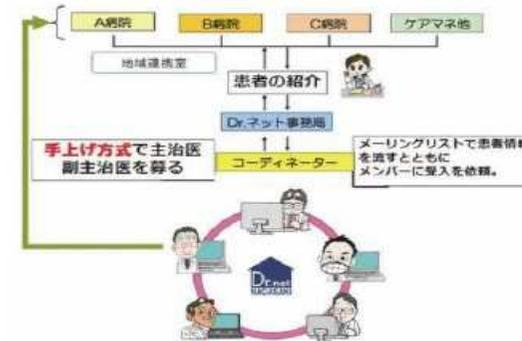 A病院
B病院
C病院
ケアマネ他
地域連携室
患者の紹介
Dr.ネット事務局
手上げ方式で主治医
副主治医を募る
コーディネーター
メーリングリストで患者情報
を流すとともに
メンバーに受入を依頼。
Dr.net